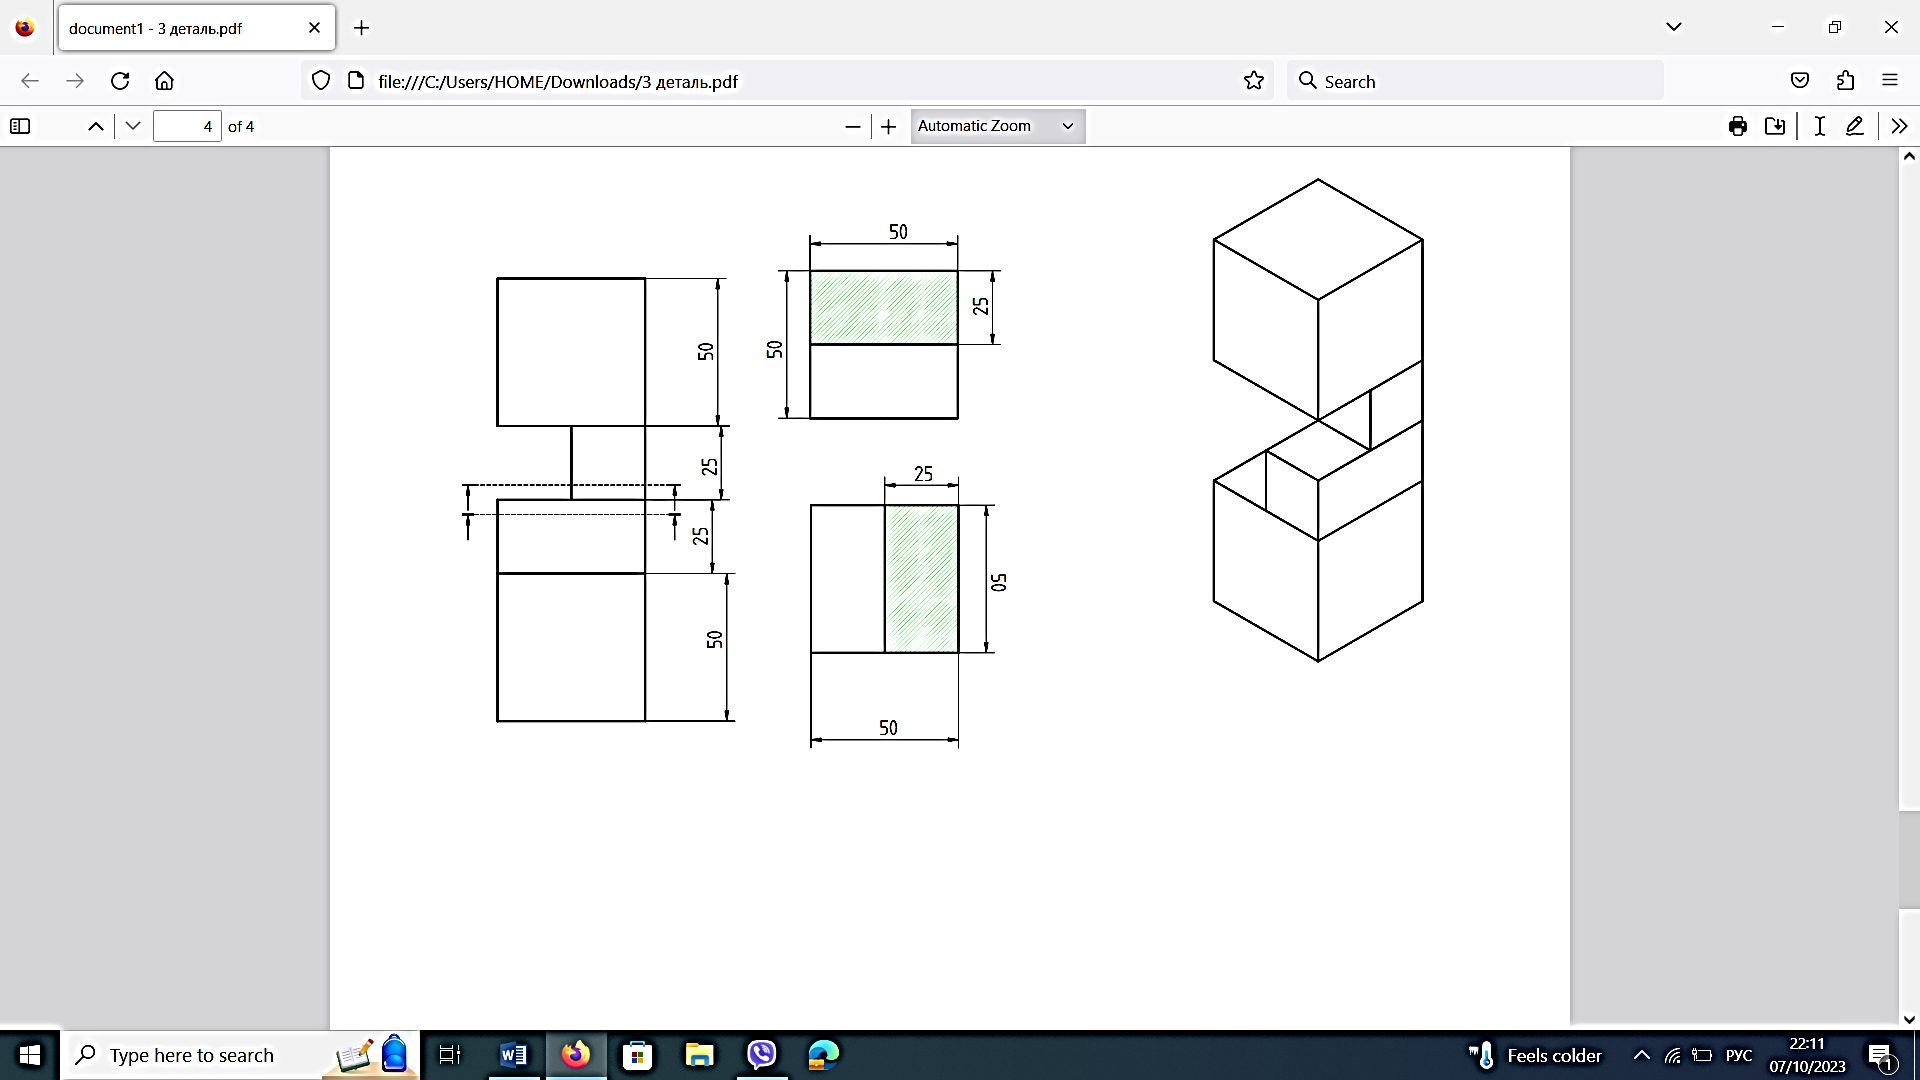 document1 - 3 деталь.pdf
file:///C:/Users/HOME/Downloads/3 деталь.pdf
Search
4 of 4
Automatic Zoom
50
50
25
50
25
25
50
25
50
50
Type here to search
Feels colder
РУС
22:11
07/10/2023
1